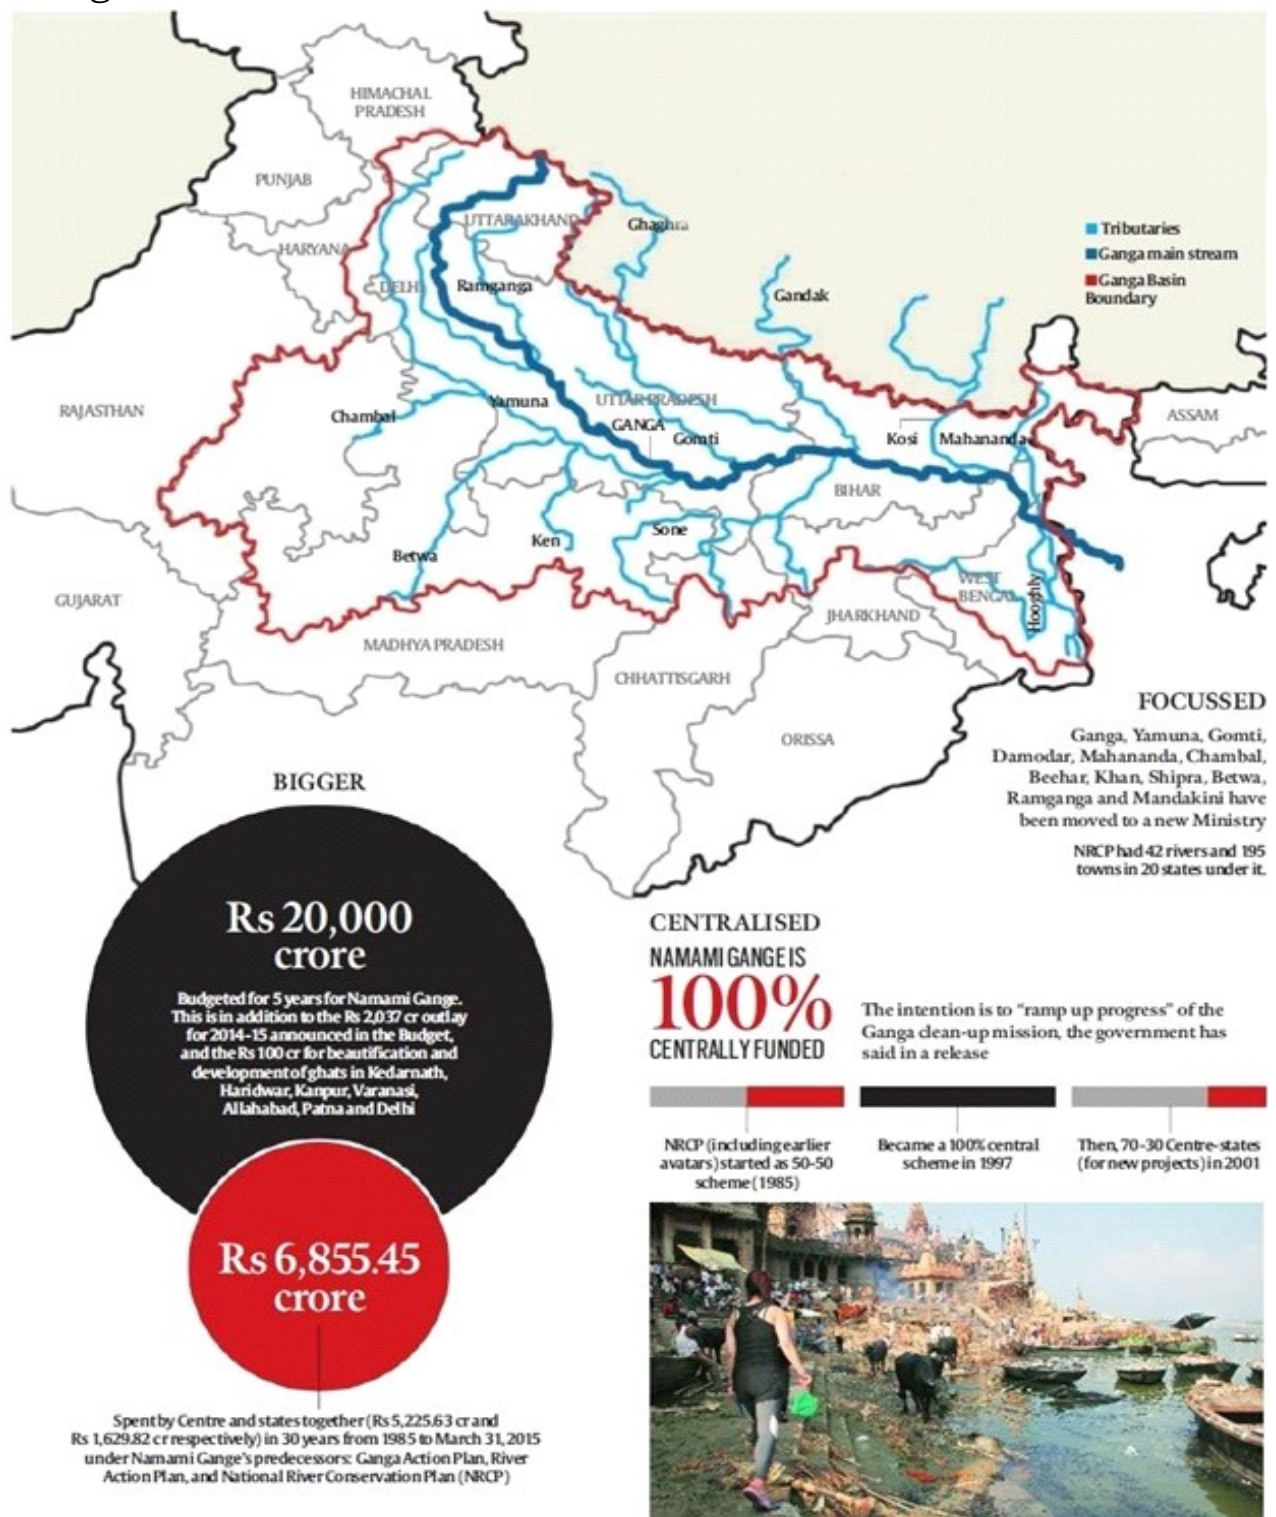 HIMACHAL
PRADESH
PUNJAB
UTTARAKHAND
Ghaghra
HARYANA
DELHI
Ramganga
Gandak
Tributaries
Ganga main stream
Ganga Basin
Boundary
RAJASTHAN
Chambal
Yamuna
UTTAR PRADESH
GANGA
Gomti
Kosi
Mahananda
ASSAM
BIHAR
Sone
Ken
Betwa
WEST
BENGAL
Hooghly
GUJARAT
JHARKHAND
MADHYA PRADESH
CHHATTISGARH
ORISSA
FOCUSSED
Ganga, Yamuna, Gomti,
Damodar, Mahananda, Chambal,
Beehar, Khan, Shipra, Betwa,
Ramganga and Mandakini have
been moved to a new Ministry
NRCP had 42 rivers and 195
towns in 20 states under it.
BIGGER
Rs 20,000
crore
Budgeted for 5 years for Namami Gange.
This is in addition to the Rs 2,037 cr outlay
for 2014-15 announced in the Budget,
and the Rs 100 cr for beautification and
development of ghats in Kedarnath,
Haridwar, Kanpur, Varanasi,
Allahabad, Patna and Delhi
Rs 6,855.45
crore
Spent by Centre and states together (Rs 5,225.63 cr and
Rs 1,629.82 cr respectively) in 30 years from 1985 to March 31, 2015
under Namami Gange's predecessors: Ganga Action Plan, River
Action Plan, and National River Conservation Plan (NRCP)
CENTRALISED
NAMAMI GANGE IS
100%
CENTRALLY FUNDED
The intention is to "ramp up progress" of the
Ganga clean-up mission, the government has
said in a release
NRCP (including earlier
avatars) started as 50-50
scheme (1985)
Became a 100% central
scheme in 1997
Then, 70-30 Centre-states
(for new projects) in 2001